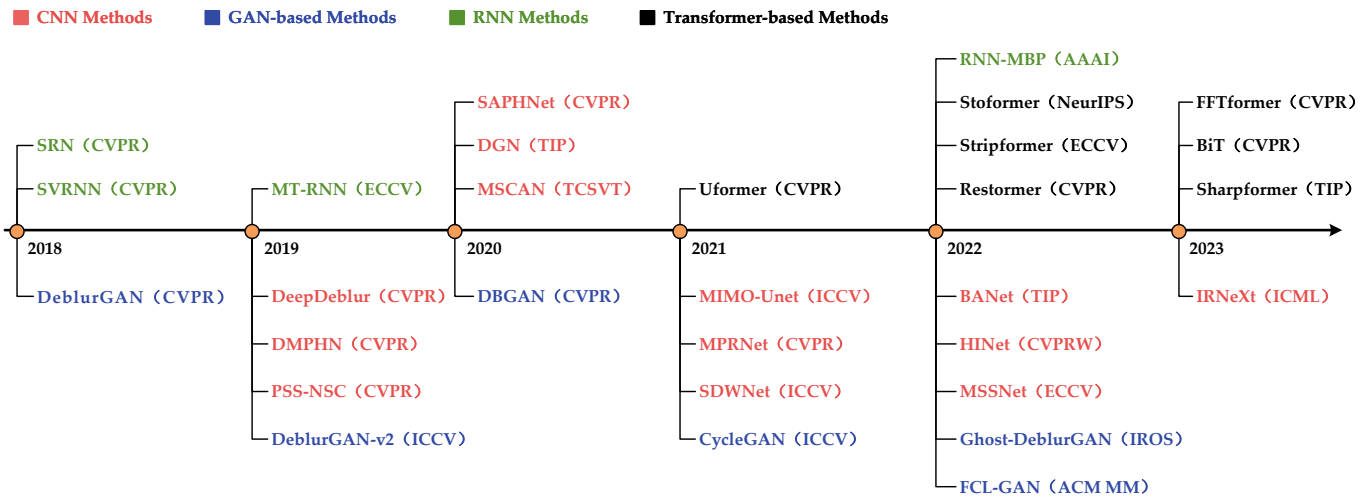 CNN Methods
GAN-based Methods
RNN Methods
Transformer-based Methods
SRN（CVPR）
SVRNN（CVPR）
2018
DeblurGAN（CVPR）
MT-RNN（ECCV）
2019
DeepDeblur（CVPR）
DMPHN（CVPR）
PSS-NSC（CVPR）
DeblurGAN-v2（ICCV）
SAPHNet（CVPR）
DGN（TIP）
MSCAN（TCSVT）
2020
DBGAN（CVPR）
Uformer（CVPR）
2021
MIMO-Unet（ICCV）
MPRNet（CVPR）
SDWNet（ICCV）
CycleGAN（ICCV）
RNN-MBP（AAAI）
Stoformer（NeurIPS）
Stripformer（ECCV）
Restormer（CVPR）
2022
BANet（TIP）
HINet（CVPRW）
MSSNet（ECCV）
Ghost-DeblurGAN（IROS）
FCL-GAN（ACM MM）
FFTformer（CVPR）
BiT（CVPR）
Sharpformer（TIP）
2023
IRNeXt（ICML）